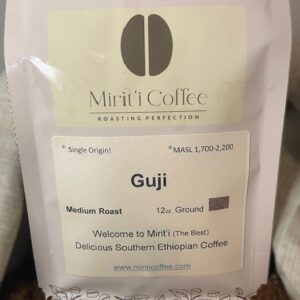 Mirit'i Coffee
ROASTING PERFECTION
* Single Origin!
*MASL 1,700-2,200
Guji
Medium Roast 12oz Ground
Welcome to Mirit'i (The Best)
Delicious Southern Ethiopian Coffee
www.miriticoffee.com